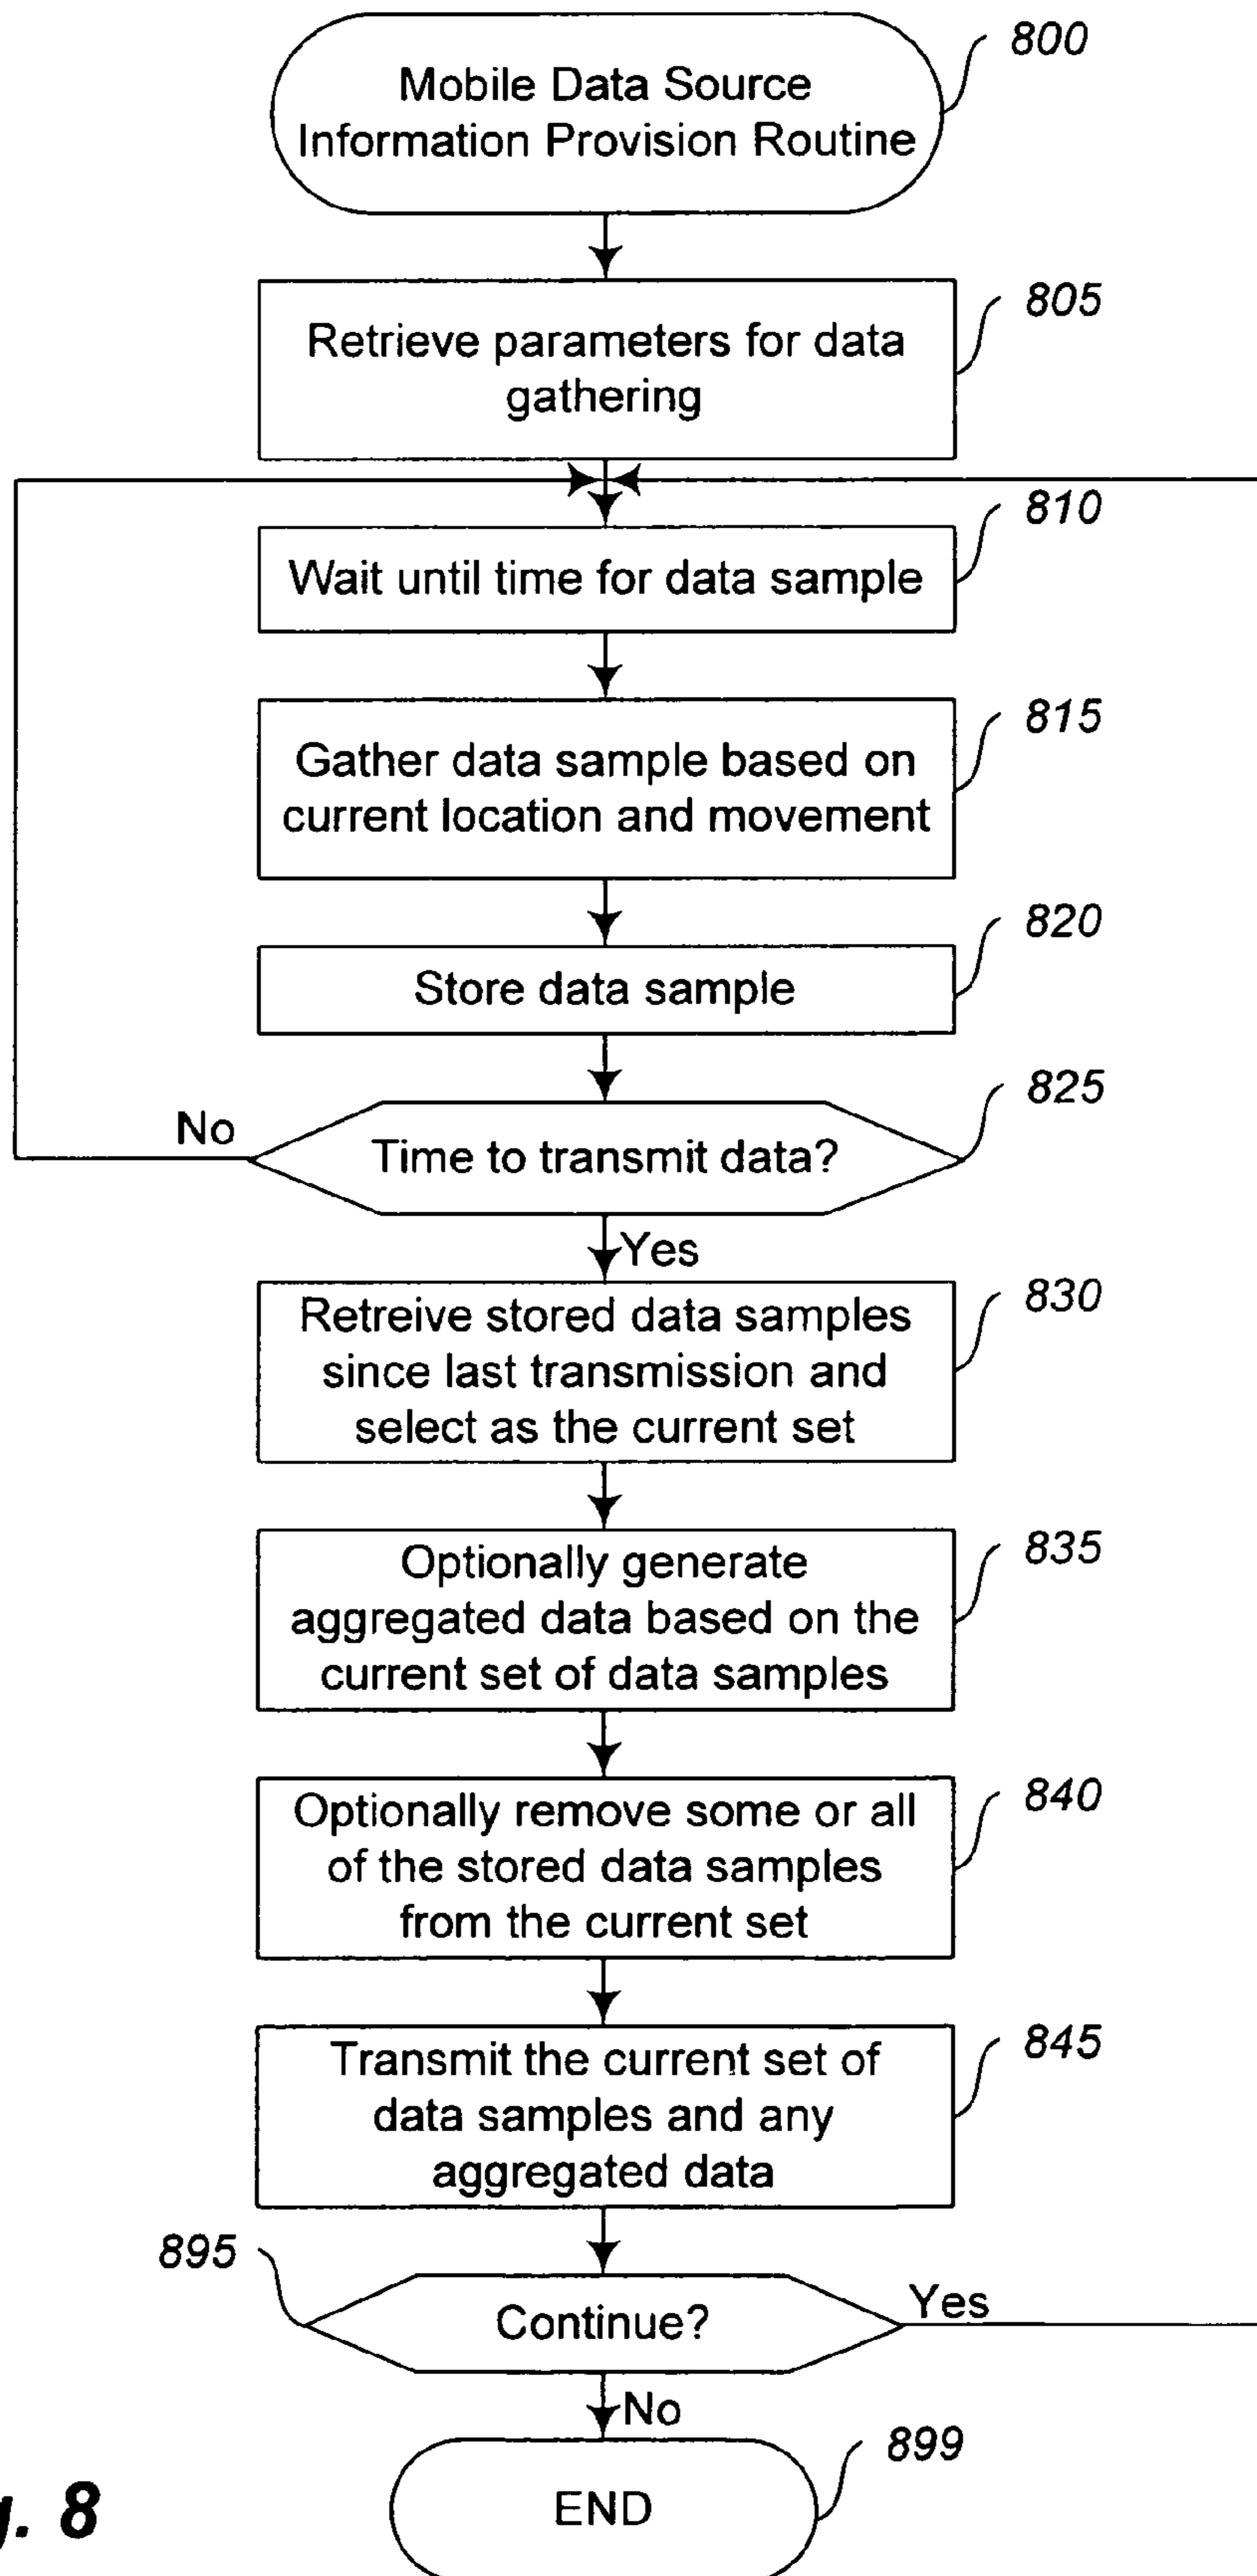 800
Mobile Data Source
Information Provision Routine
805
Retrieve parameters for data
gathering
810
Wait until time for data sample
815
Gather data sample based on
current location and movement
820
Store data sample
825
No
Time to transmit data?
Yes
830
Retreive stored data samples
since last transmission and
select as the current set
835
Optionally generate
aggregated data based on the
current set of data samples
840
Optionally remove some or all
of the stored data samples
from the current set
845
Transmit the current set of
data samples and any
aggregated data
895
Continue?
Yes
No
899
END
g. 8